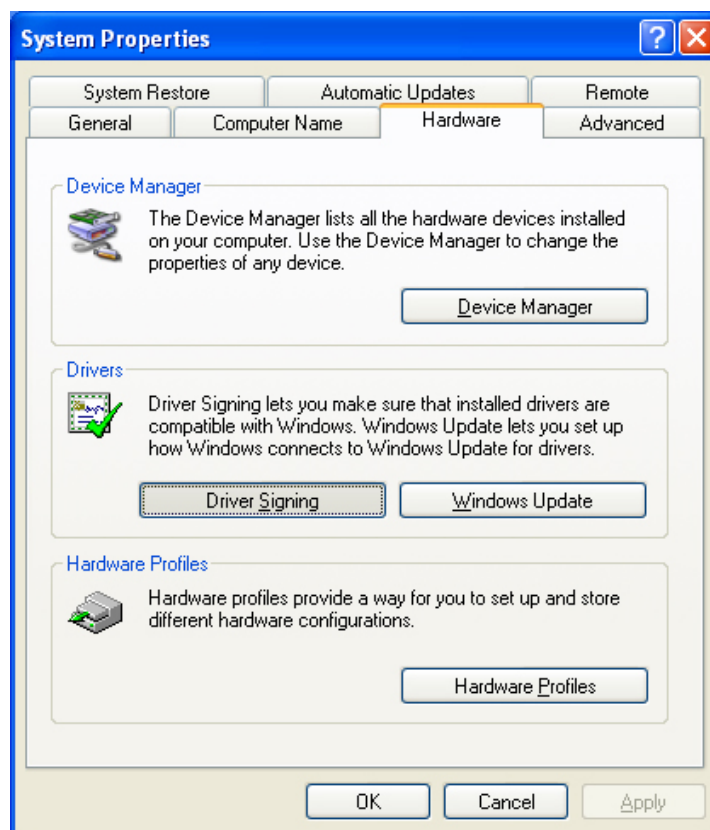 System Properties
?
System Restore
Automatic Updates
Remote
General
Computer Name
Hardware
Advanced
Device Manager
The Device Manager lists all the hardware devices installed
on your computer. Use the Device Manager to change the
properties of any device.
Device Manager
Drivers
Driver Signing lets you make sure that installed drivers are
compatible with Windows. Windows Update lets you set up
how Windows connects to Windows Update for drivers.
Driver Signing
Windows Update
Hardware Profiles
Hardware profiles provide a way for you to set up and store
different hardware configurations.
Hardware Profiles
OK
Cancel
Apply